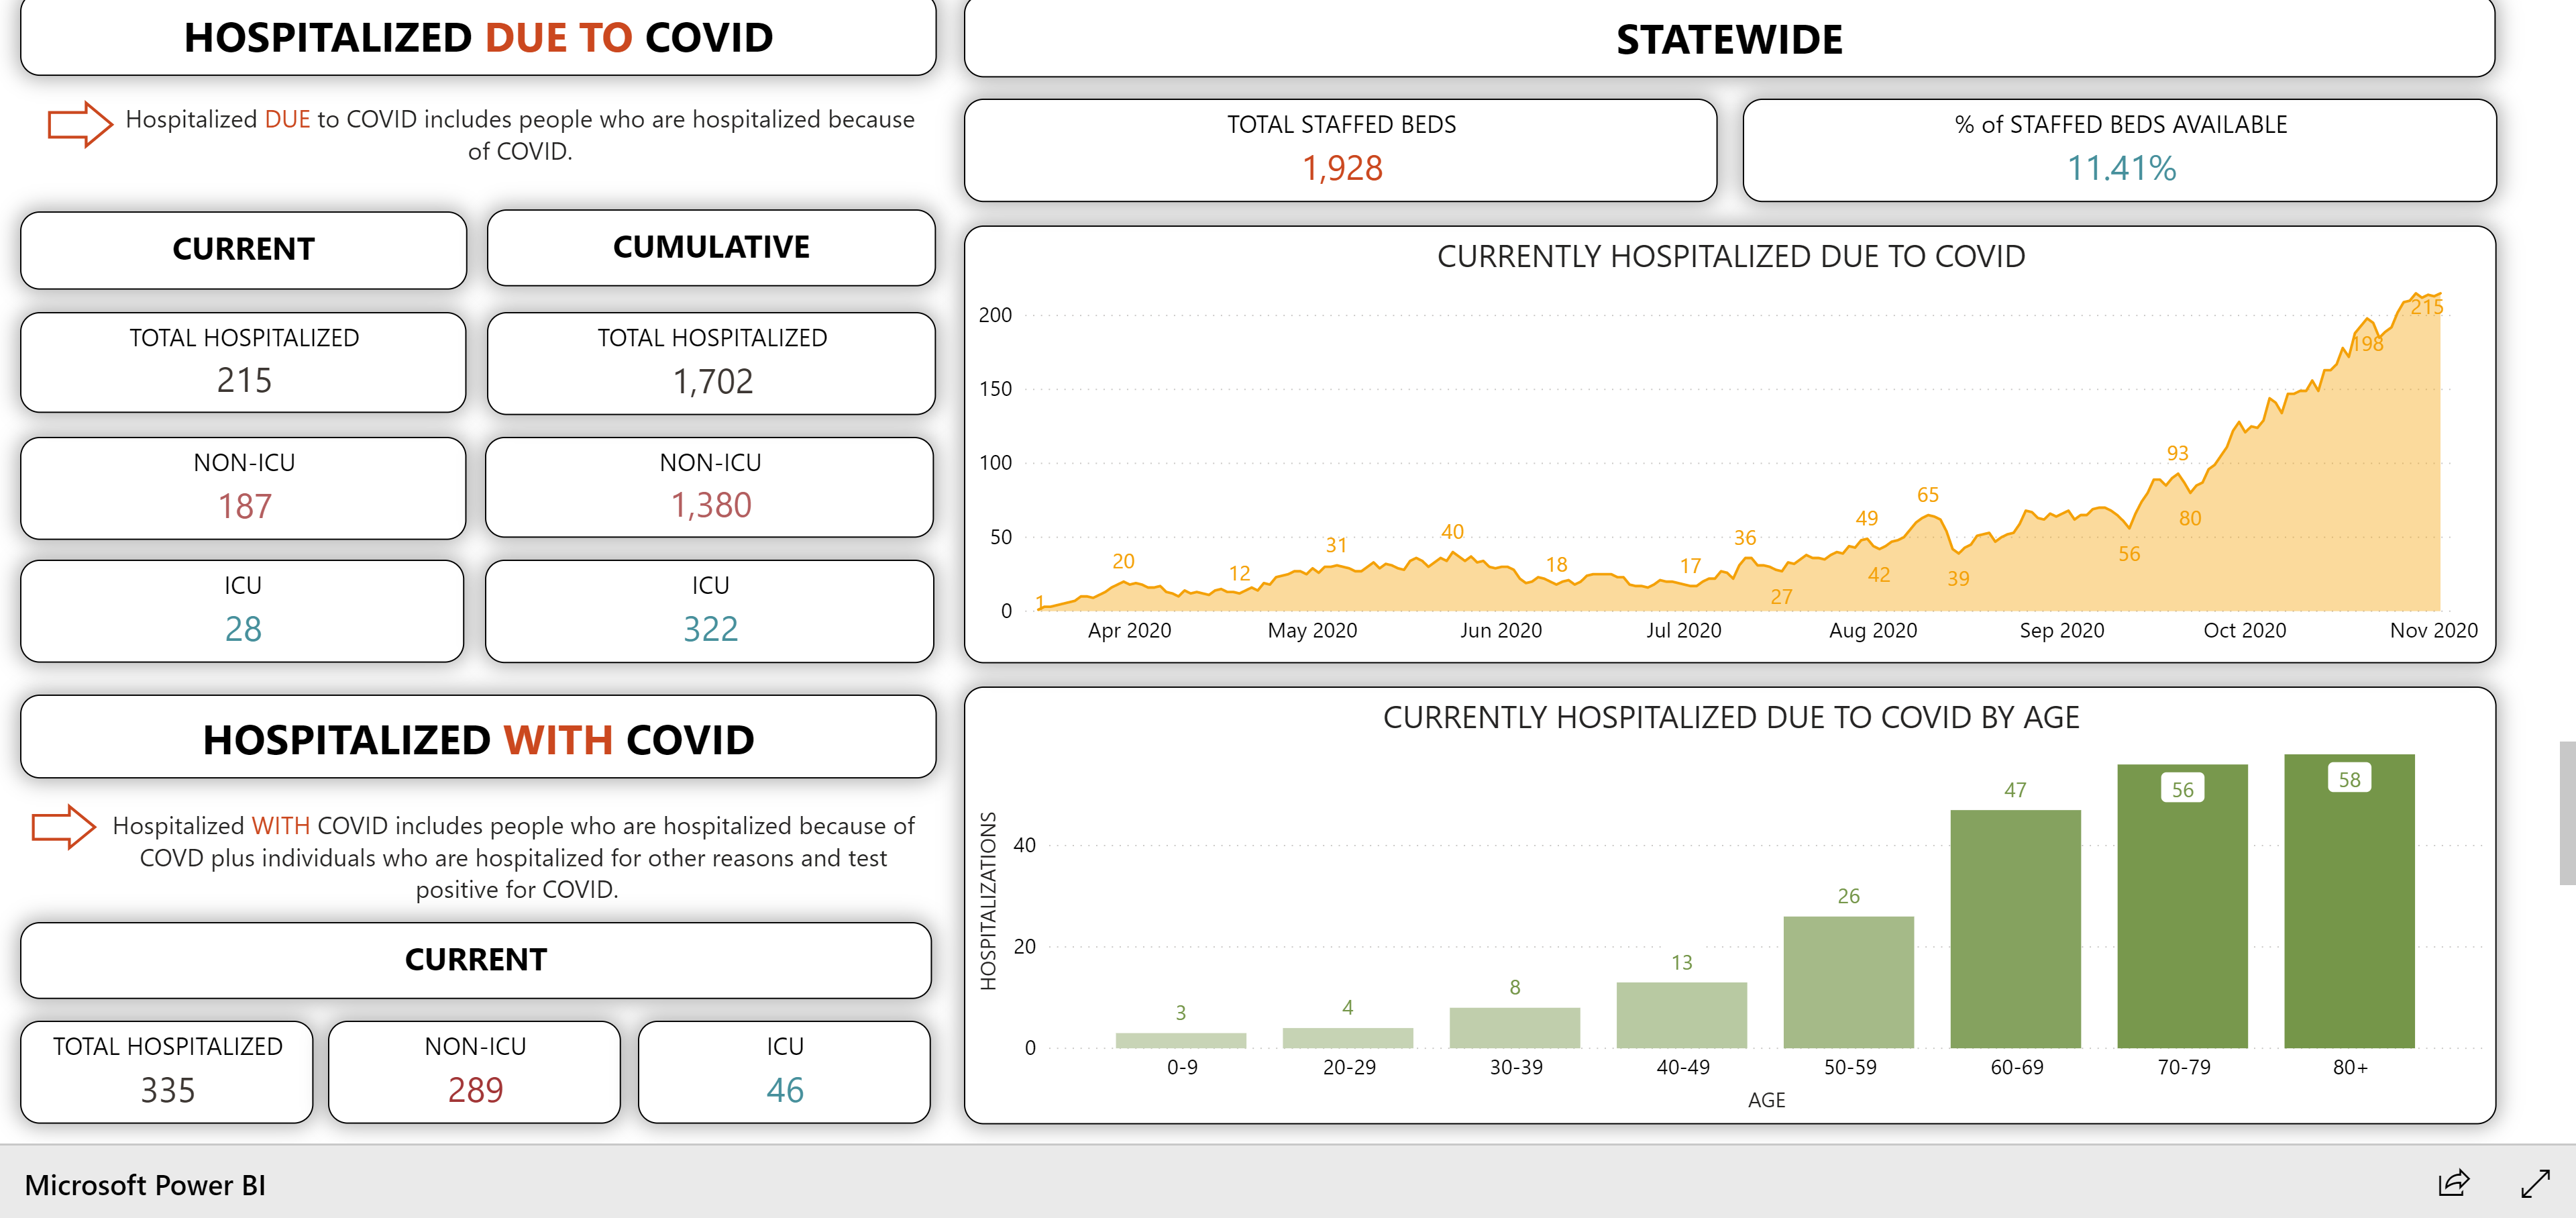 HOSPITALIZED DUE TO COVID
Hospitalized DUE to COVID includes people who are hospitalized because
of COVID.
CURRENT
CUMULATIVE
TOTAL HOSPITALIZED
215
TOTAL HOSPITALIZED
1,702
NON-ICU
187
NON-ICU
1,380
ICU
28
ICU
322
HOSPITALIZED WITH COVID
Hospitalized WITH COVID includes people who are hospitalized because of
COVD plus individuals who are hospitalized for other reasons and test
positive for COVID.
CURRENT
TOTAL HOSPITALIZED
335
NON-ICU
289
ICU
46
STATEWIDE
TOTAL STAFFED BEDS
1,928
% of STAFFED BEDS AVAILABLE
11.41%
CURRENTLY HOSPITALIZED DUE TO COVID
200
150
100
50
0
1
20
12
31
40
18
17
36
27
49
42
65
39
56
93
80
198
215
Apr 2020
May 2020
Jun 2020
Jul 2020
Aug 2020
Sep 2020
Oct 2020
Nov 2020
CURRENTLY HOSPITALIZED DUE TO COVID BY AGE
HOSPITALIZATIONS
40
20
0
3
4
8
13
26
47
56
58
0-9
20-29
30-39
40-49
50-59
60-69
70-79
80+
AGE
Microsoft Power BI